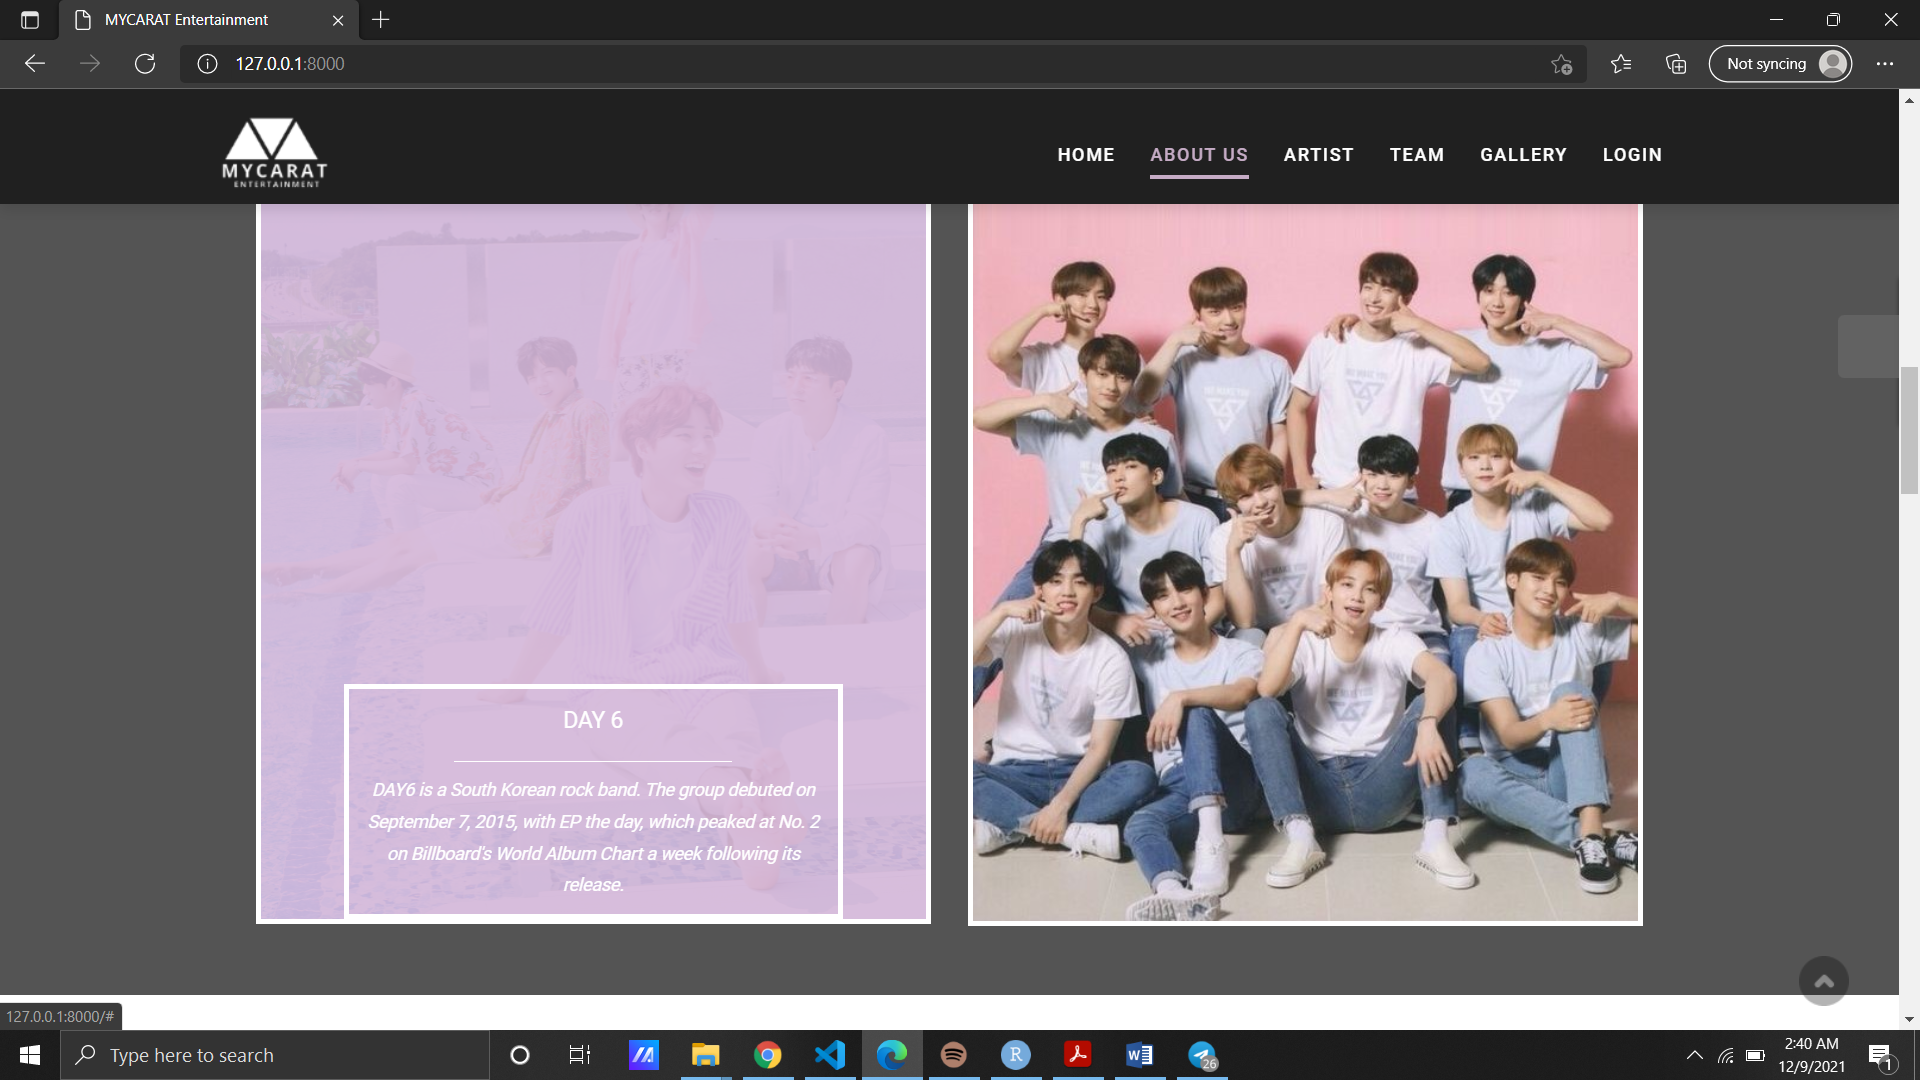 MYCARAT Entertainment
127.0.0.1:8000
Not syncing
MYCARAT
ENTERTAINMENT
HOME
ABOUT US
ARTIST
TEAM
GALLERY
LOGIN
DAY 6
DAY6 is a South Korean rock band. The group debuted on
September 7, 2015, with EP the day, which peaked at No. 2
on Billboard's World Album Chart a week following its
release.
127.0.0.1:8000/#
Type here to search
R
W
26
2:40 AM
12/9/2021
1